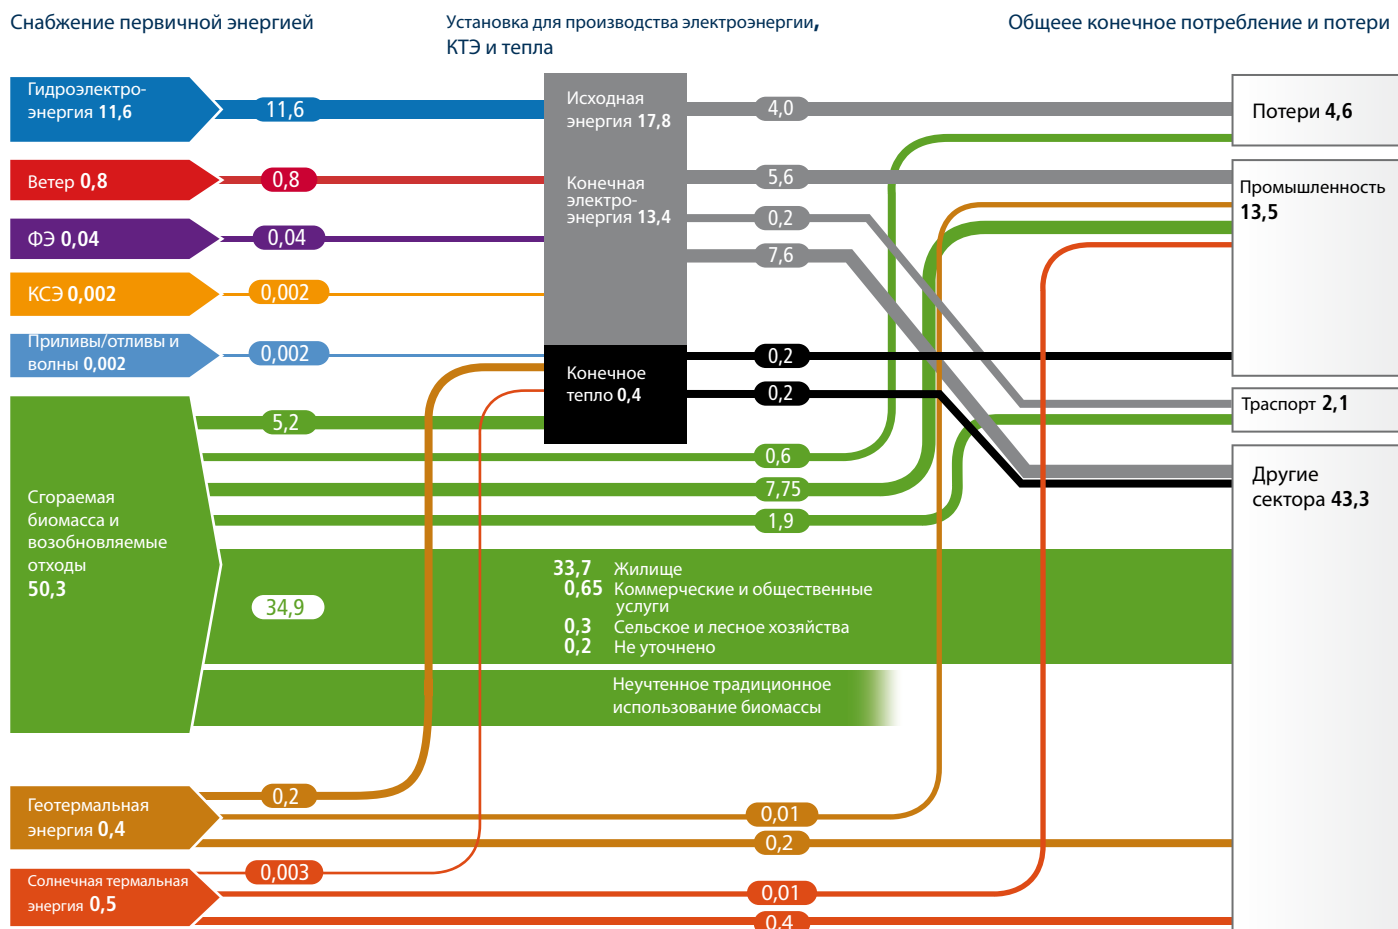 Снабжение первичной энергией
Установка для производства электроэнергии,
КТЭ и тепла
Общеее конечное потребление и потери
Гидроэлектро-
энергия 11,6
11,6
Ветер 0,8
0,8
ФЭ 0,04
0,04
КСЭ 0,002
0,002
Приливы/отливы и
волны 0,002
0,002
Сгораемая
биомасса и
возобновляемые
отходы
50,3
5,2
34,9
Геотермальная
энергия 0,4
0,2
Солнечная термальная
энергия 0,5
0,003
Исходная
энергия 17,8
Конечная
электро-
энергия 13,4
Конечное
тепло 0,4
4,0
5,6
0,2
7,6
0,2
0,2
0,6
7,75
1,9
33,7 Жилище
0,65 Коммерческие и общественные
услуги
0,3 Сельское и лесное хозяйства
0,2 Не уточнено
Неучтенное традиционное
использование биомассы
0,01
0,2
0,01
0,4
Потери 4,6
Промышленность
13,5
Траспорт 2,1
Другие
сектора 43,3